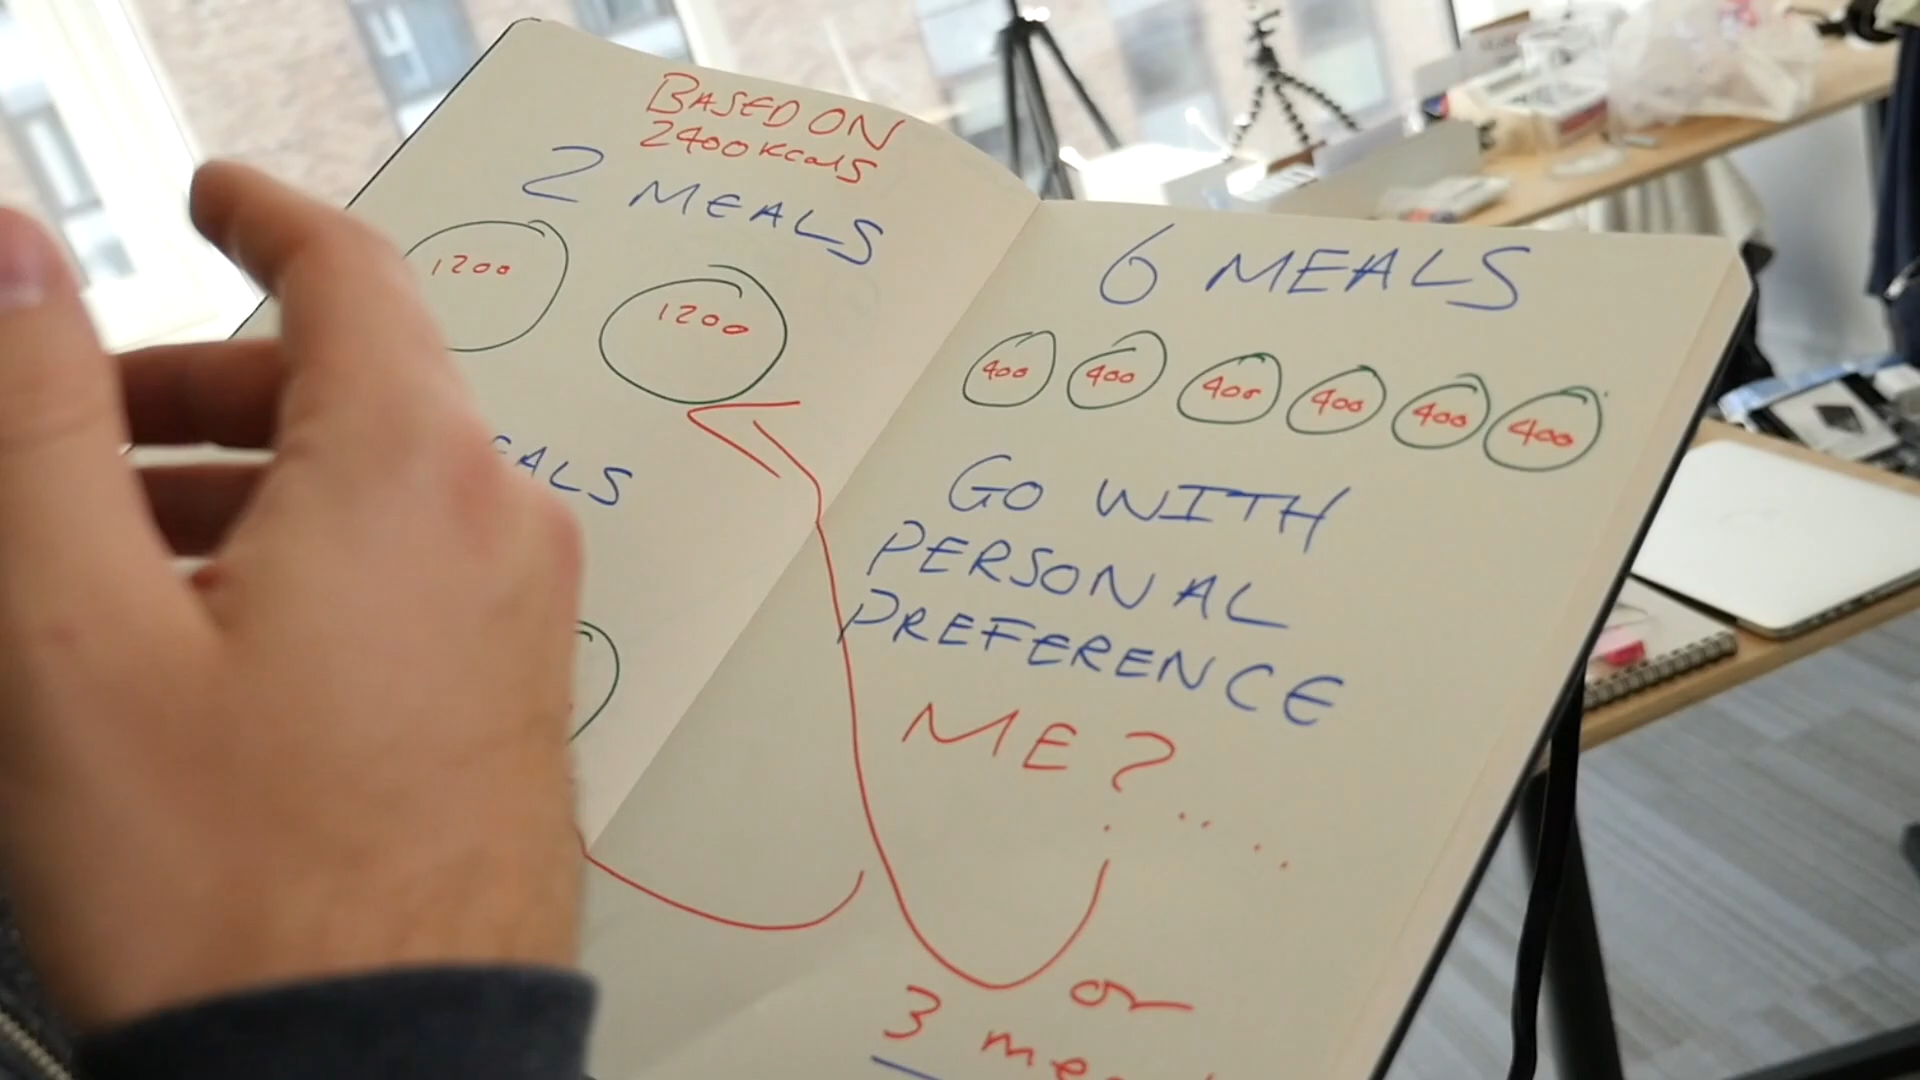 BASED ON
2400 Kcals
2 MEALS
1200
1200
6 MEALS
400 400 400 400 400 400
GO WITH
PERSONAL
PREFERENCE
ME?
or
3